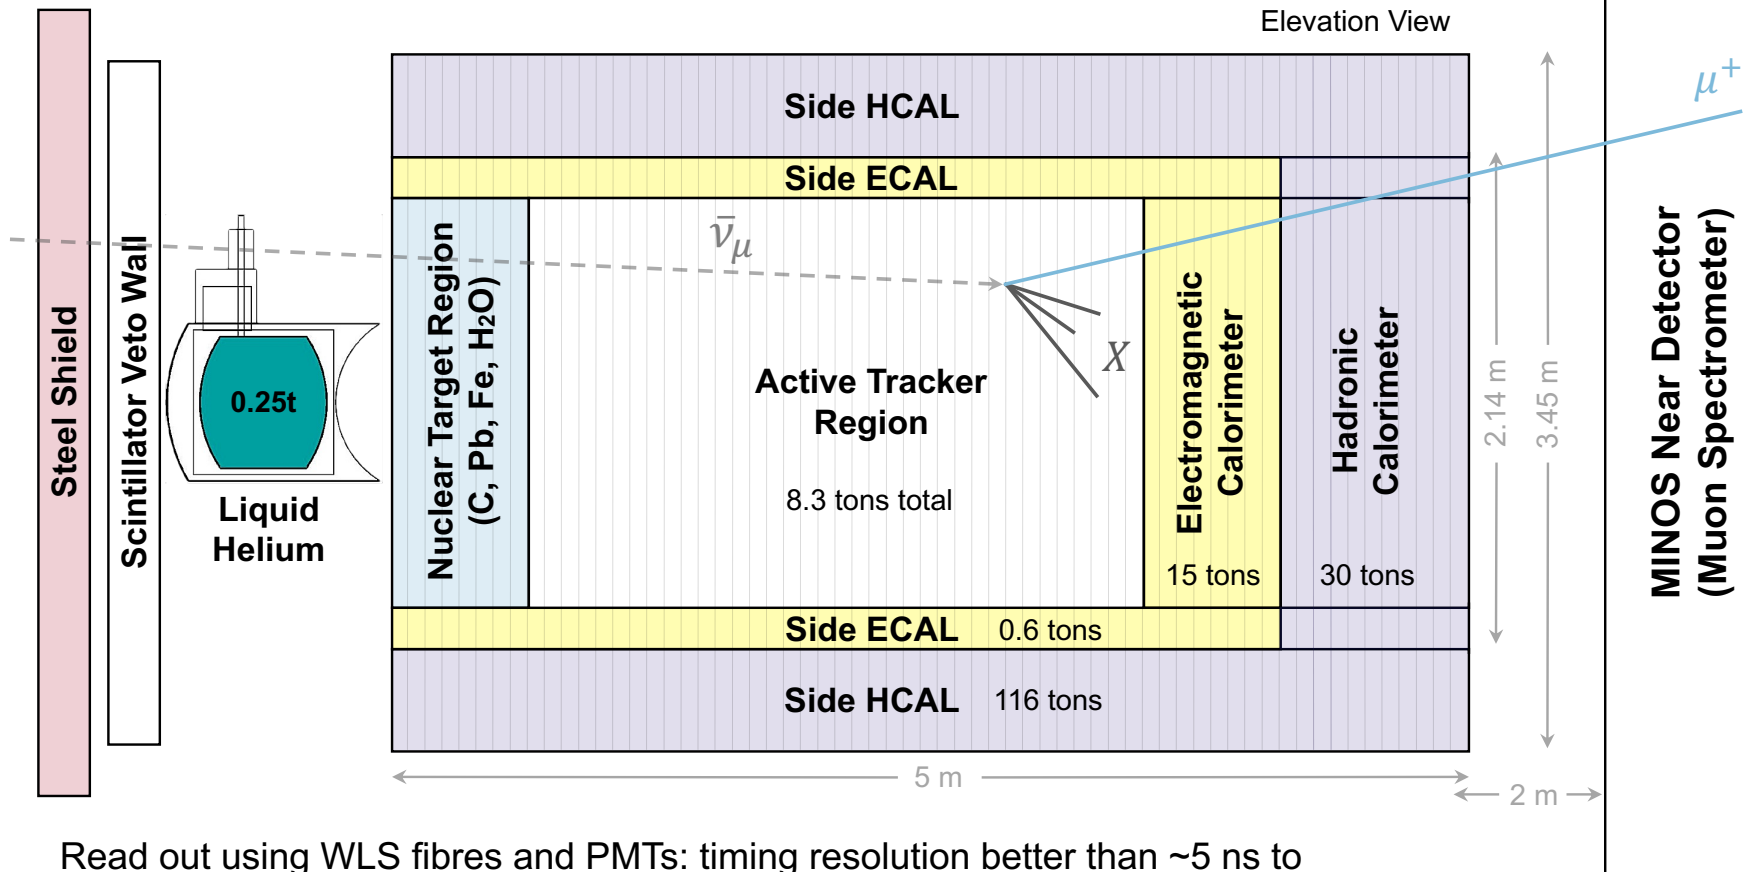 Elevation View
μ⁺
Side HCAL
Side ECAL
ν̄μ
Steel Shield
Scintillator Veto Wall
0.25t
Liquid
Helium
Nuclear Target Region
(C, Pb, Fe, H₂O)
Active Tracker
Region
8.3 tons total
X
Electromagnetic
Calorimeter
15 tons
Hadronic
Calorimeter
30 tons
2.14 m
3.45 m
MINOS Near Detector
(Muon Spectrometer)
Side ECAL 0.6 tons
Side HCAL 116 tons
5 m
2 m
Read out using WLS fibres and PMTs: timing resolution better than ~5 ns to